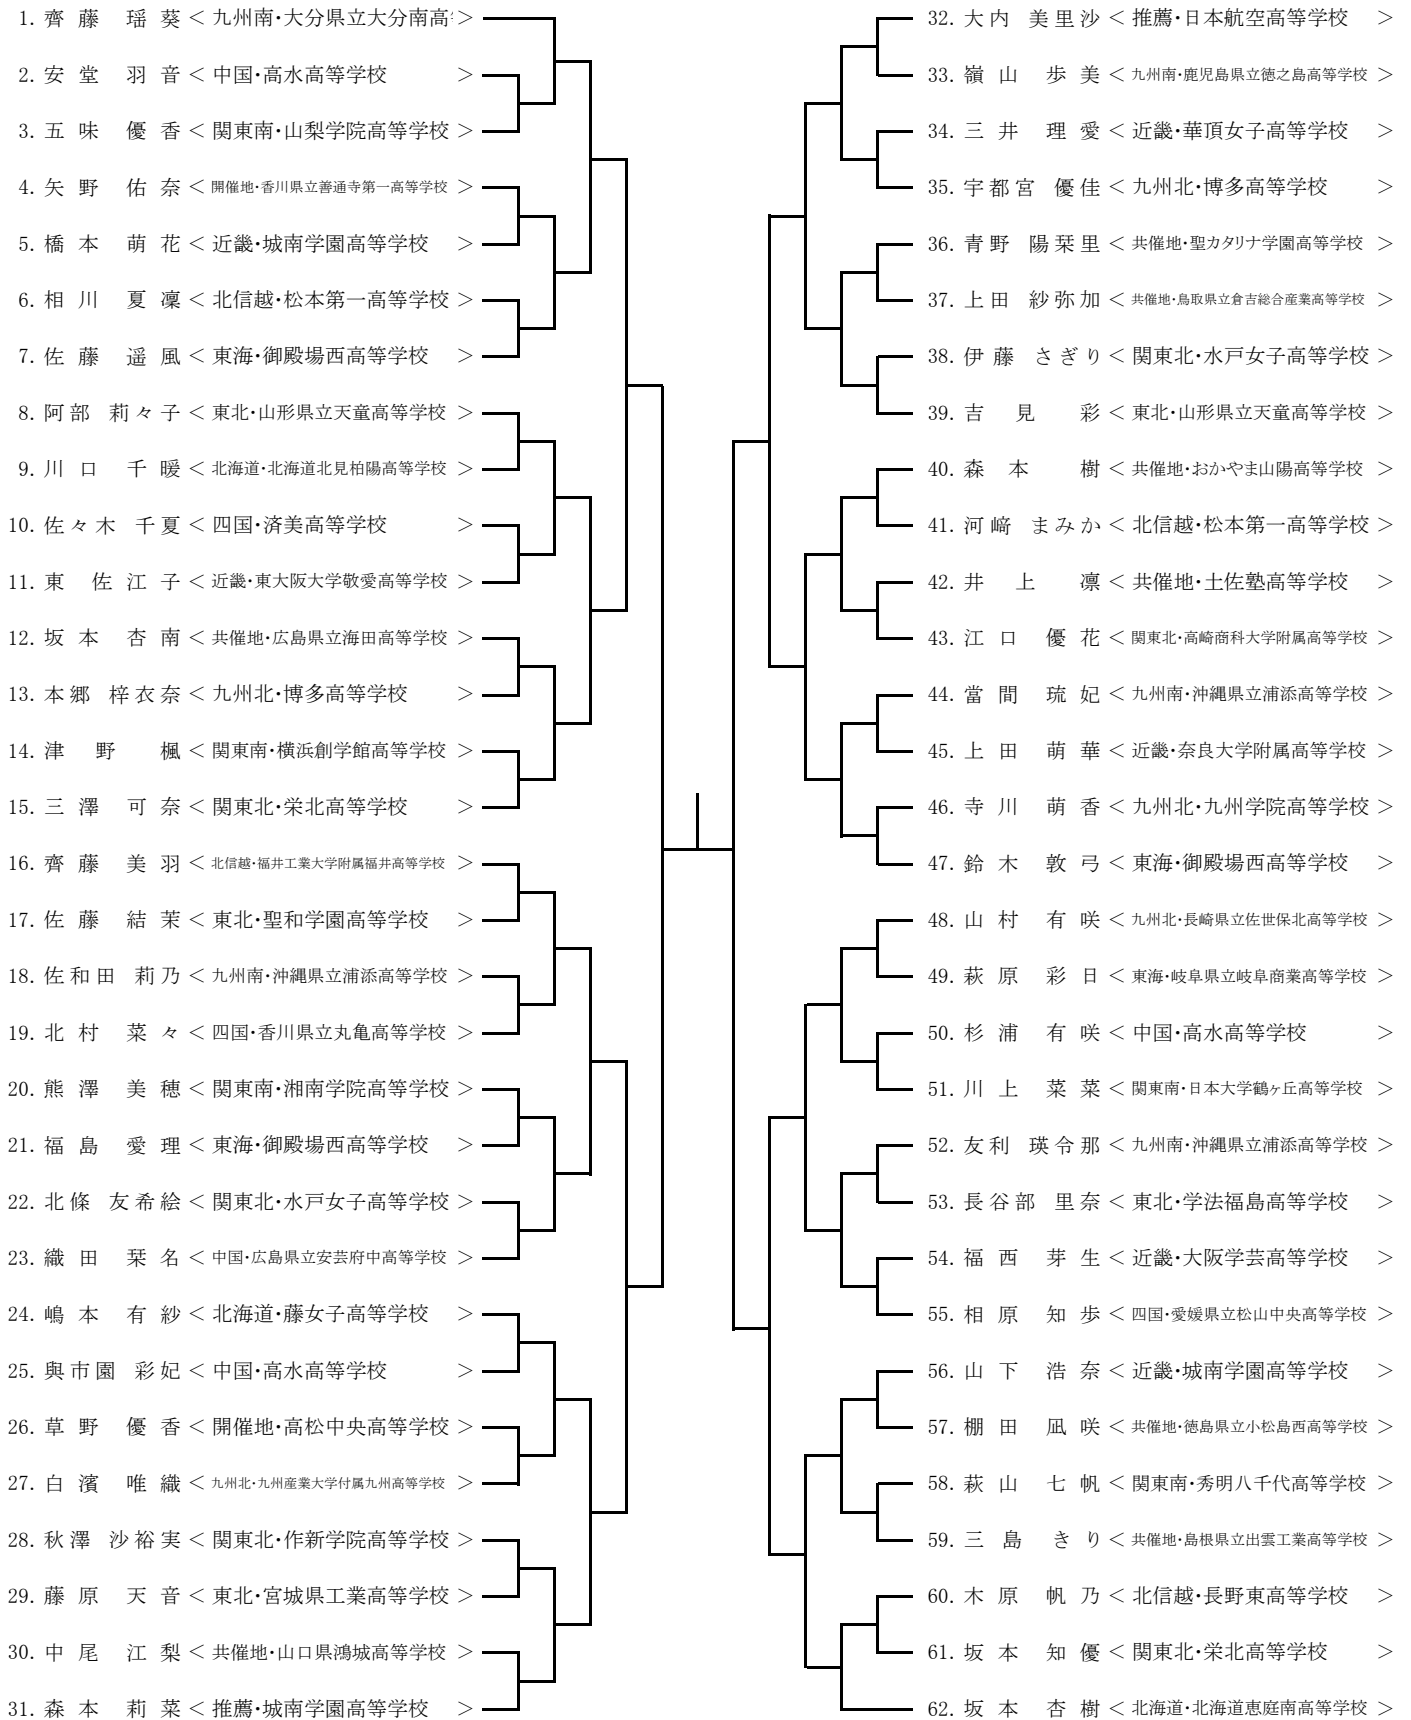 1. 齊藤 瑶葵 < 九州南・大分県立大分南高 >
2. 安堂 羽音 < 中国・高水高等学校 >
3. 五味 優香 < 関東南・山梨学院高等学校 >
4. 矢野 佑奈 < 開催地・香川県立善通寺第一高等学校 >
5. 橋本 萌花 < 近畿・城南学園高等学校 >
6. 相川 夏凜 < 北信越・松本第一高等学校 >
7. 佐藤 遥風 < 東海・御殿場西高等学校 >
8. 阿部 莉々子 < 東北・山形県立天童高等学校 >
9. 川口 千暖 < 北海道・北海道北見柏陽高等学校 >
10. 佐々木 千夏 < 四国・済美高等学校 >
11. 東 佐江子 < 近畿・東大阪大学敬愛高等学校 >
12. 坂本 杏南 < 共催地・広島県立海田高等学校 >
13. 本郷 梓衣奈 < 九州北・博多高等学校 >
14. 津野 楓 < 関東南・横浜創学館高等学校 >
15. 三澤 可奈 < 関東北・栄北高等学校 >
16. 齊藤 美羽 < 北信越・福井工業大学附属福井高等学校 >
17. 佐藤 結茉 < 東北・聖和学園高等学校 >
18. 佐和田 莉乃 < 九州南・沖縄県立浦添高等学校 >
19. 北村 菜々 < 四国・香川県立丸亀高等学校 >
20. 熊澤 美穂 < 関東南・湘南学院高等学校 >
21. 福島 愛理 < 東海・御殿場西高等学校 >
22. 北條 友希絵 < 関東北・水戸女子高等学校 >
23. 織田 栞名 < 中国・広島県立安芸府中高等学校 >
24. 嶋本 有紗 < 北海道・藤女子高等学校 >
25. 與市園 彩妃 < 中国・高水高等学校 >
26. 草野 優香 < 開催地・高松中央高等学校 >
27. 白濱 唯織 < 九州北・九州産業大学付属九州高等学校 >
28. 秋澤 沙裕実 < 関東北・作新学院高等学校 >
29. 藤原 天音 < 東北・宮城県工業高等学校 >
30. 中尾 江梨 < 共催地・山口県鴻城高等学校 >
31. 森本 莉菜 < 推薦・城南学園高等学校 >
32. 大内 美里沙 < 推薦・日本航空高等学校 >
33. 嶺山 歩美 < 九州南・鹿児島県立徳之島高等学校 >
34. 三井 理愛 < 近畿・華頂女子高等学校 >
35. 宇都宮 優佳 < 九州北・博多高等学校 >
36. 青野 陽栞里 < 共催地・聖カタリナ学園高等学校 >
37. 上田 紗弥加 < 共催地・鳥取県立倉吉総合産業高等学校 >
38. 伊藤 さぎり < 関東北・水戸女子高等学校 >
39. 吉見 彩 < 東北・山形県立天童高等学校 >
40. 森本 樹 < 共催地・おかやま山陽高等学校 >
41. 河﨑 まみか < 北信越・松本第一高等学校 >
42. 井上 凛 < 共催地・土佐塾高等学校 >
43. 江口 優花 < 関東北・高崎商科大学附属高等学校 >
44. 當間 琉妃 < 九州南・沖縄県立浦添高等学校 >
45. 上田 萌華 < 近畿・奈良大学附属高等学校 >
46. 寺川 萌香 < 九州北・九州学院高等学校 >
47. 鈴木 敦弓 < 東海・御殿場西高等学校 >
48. 山村 有咲 < 九州北・長崎県立佐世保北高等学校 >
49. 萩原 彩日 < 東海・岐阜県立岐阜商業高等学校 >
50. 杉浦 有咲 < 中国・高水高等学校 >
51. 川上 菜菜 < 関東南・日本大学鶴ヶ丘高等学校 >
52. 友利 瑛令那 < 九州南・沖縄県立浦添高等学校 >
53. 長谷部 里奈 < 東北・学法福島高等学校 >
54. 福西 芽生 < 近畿・大阪学芸高等学校 >
55. 相原 知歩 < 四国・愛媛県立松山中央高等学校 >
56. 山下 浩奈 < 近畿・城南学園高等学校 >
57. 棚田 凪咲 < 共催地・徳島県立小松島西高等学校 >
58. 萩山 七帆 < 関東南・秀明八千代高等学校 >
59. 三島 きり < 共催地・島根県立出雲工業高等学校 >
60. 木原 帆乃 < 北信越・長野東高等学校 >
61. 坂本 知優 < 関東北・栄北高等学校 >
62. 坂本 杏樹 < 北海道・北海道恵庭南高等学校 >